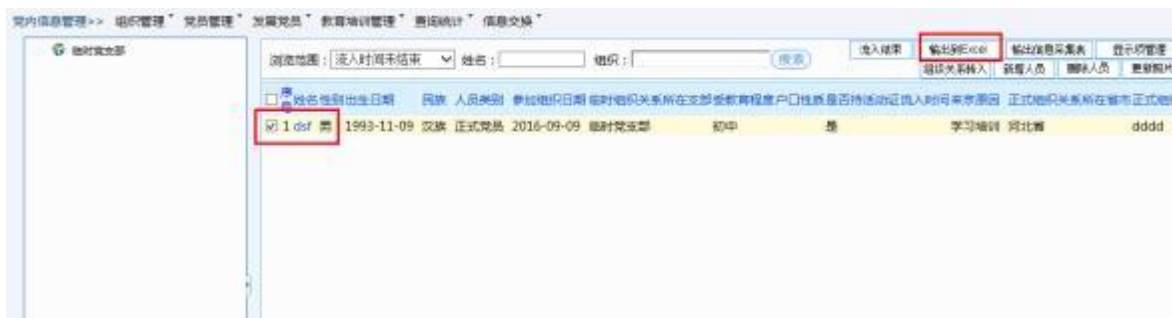 党内信息管理>> 组织管理 党员管理 发展党员 教育培训管理 查询统计 信息交换
临时党支部
浏览范围：流入时间未结束 姓名： 组织： 搜索
流入结束 输出到Excel 输出信息采集表 显示项管理
组织关系转入 新增人员 删除人员 更新照片
序号 姓名 性别 出生日期 民族 人员类别 参加组织日期 临时组织关系所在支部 受教育程度 户口性质 是否持活动证 流入时间 来京原因 正式组织关系所在省市 正式组
1 dsf 男 1993-11-09 汉族 正式党员 2016-09-09 临时党支部 初中 是 学习培训 河北省 dddd